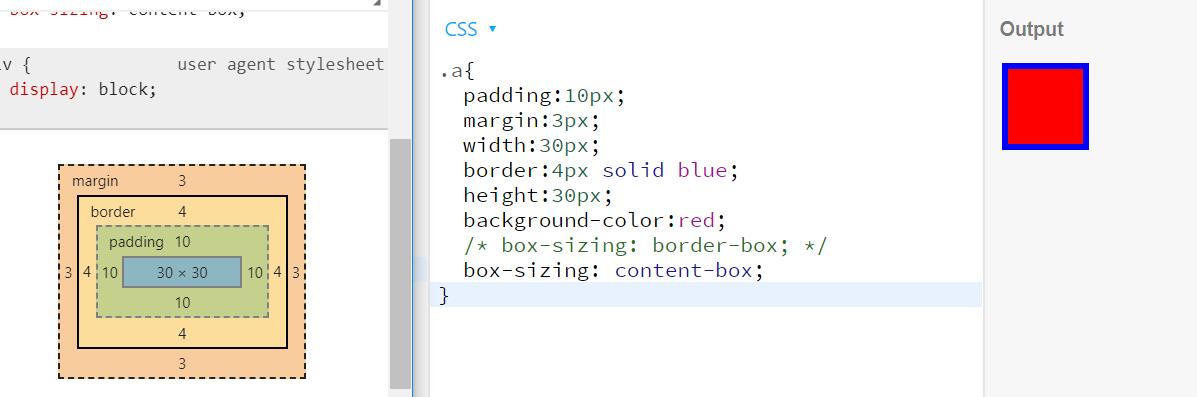 box-sizing: content-box;
iv {
user agent stylesheet
display: block;
margin 3
border 4
padding 10
3 4 10 30 × 30 10 4 3
10
4
3
CSS ▼
.a{
padding:10px;
margin:3px;
width:30px;
border:4px solid blue;
height:30px;
background-color:red;
/* box-sizing: border-box; */
box-sizing: content-box;
}
Output